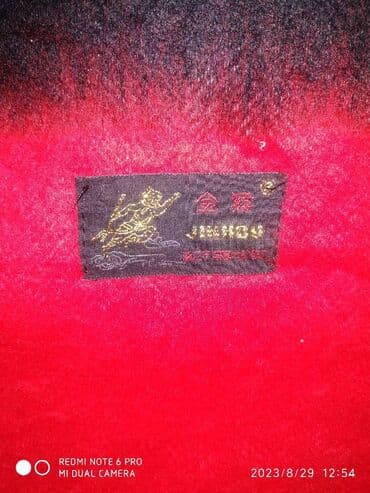 金猴
JINHOU
REDMI NOTE 6 PRO
MI DUAL CAMERA
2023/8/29 12:54